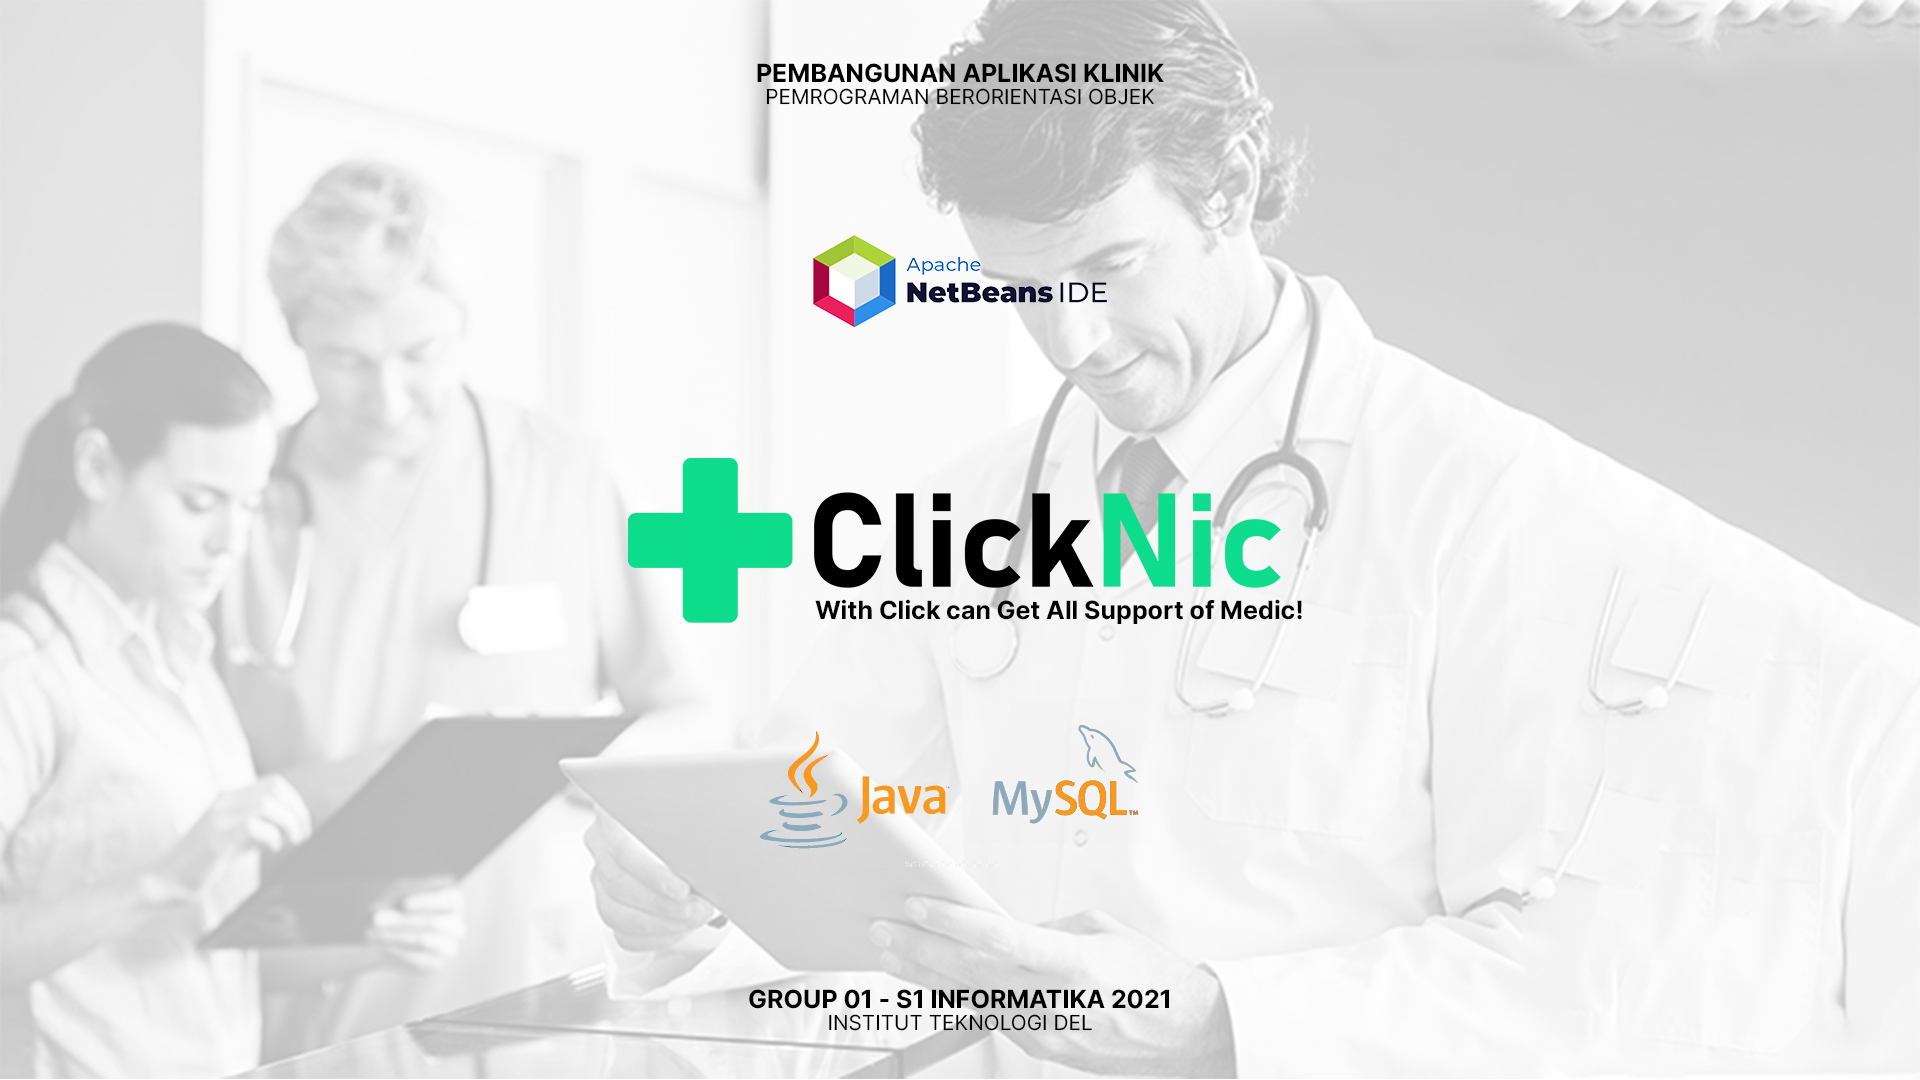 PEMBANGUNAN APLIKASI KLINIK
PEMROGRAMAN BERORIENTASI OBJEK
Apache
NetBeans IDE
ClickNic
With Click can Get All Support of Medic!
Java
MySQL™
GROUP 01 - S1 INFORMATIKA 2021
INSTITUT TEKNOLOGI DEL